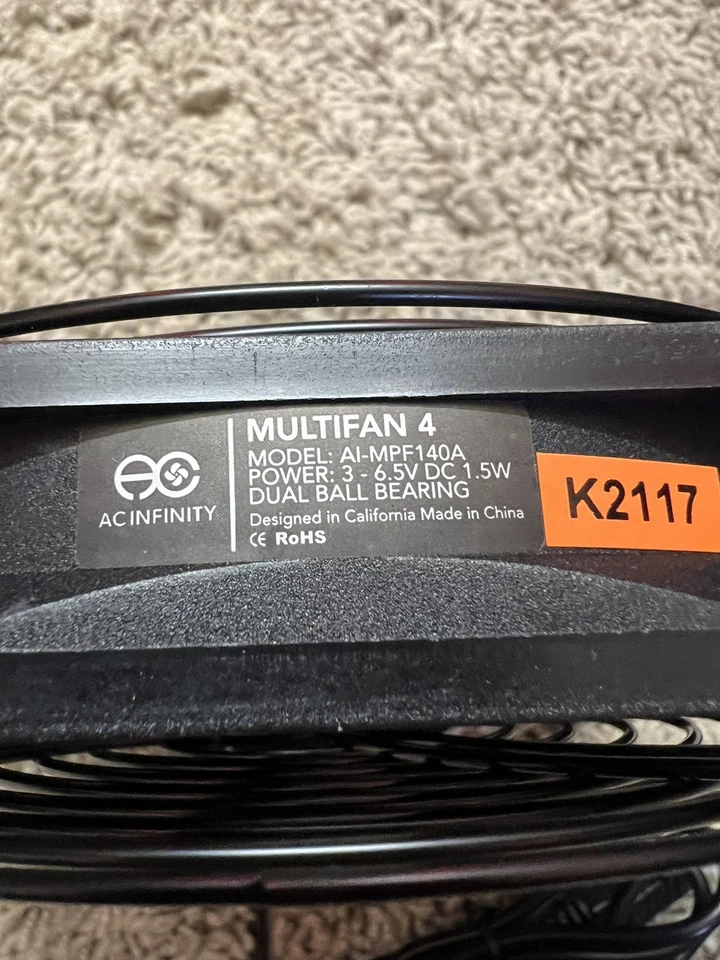 AC INFINITY
MULTIFAN 4
MODEL: AI-MPF140A
POWER: 3 - 6.5V DC 1.5W
DUAL BALL BEARING
Designed in California Made in China
CE RoHS
K2117